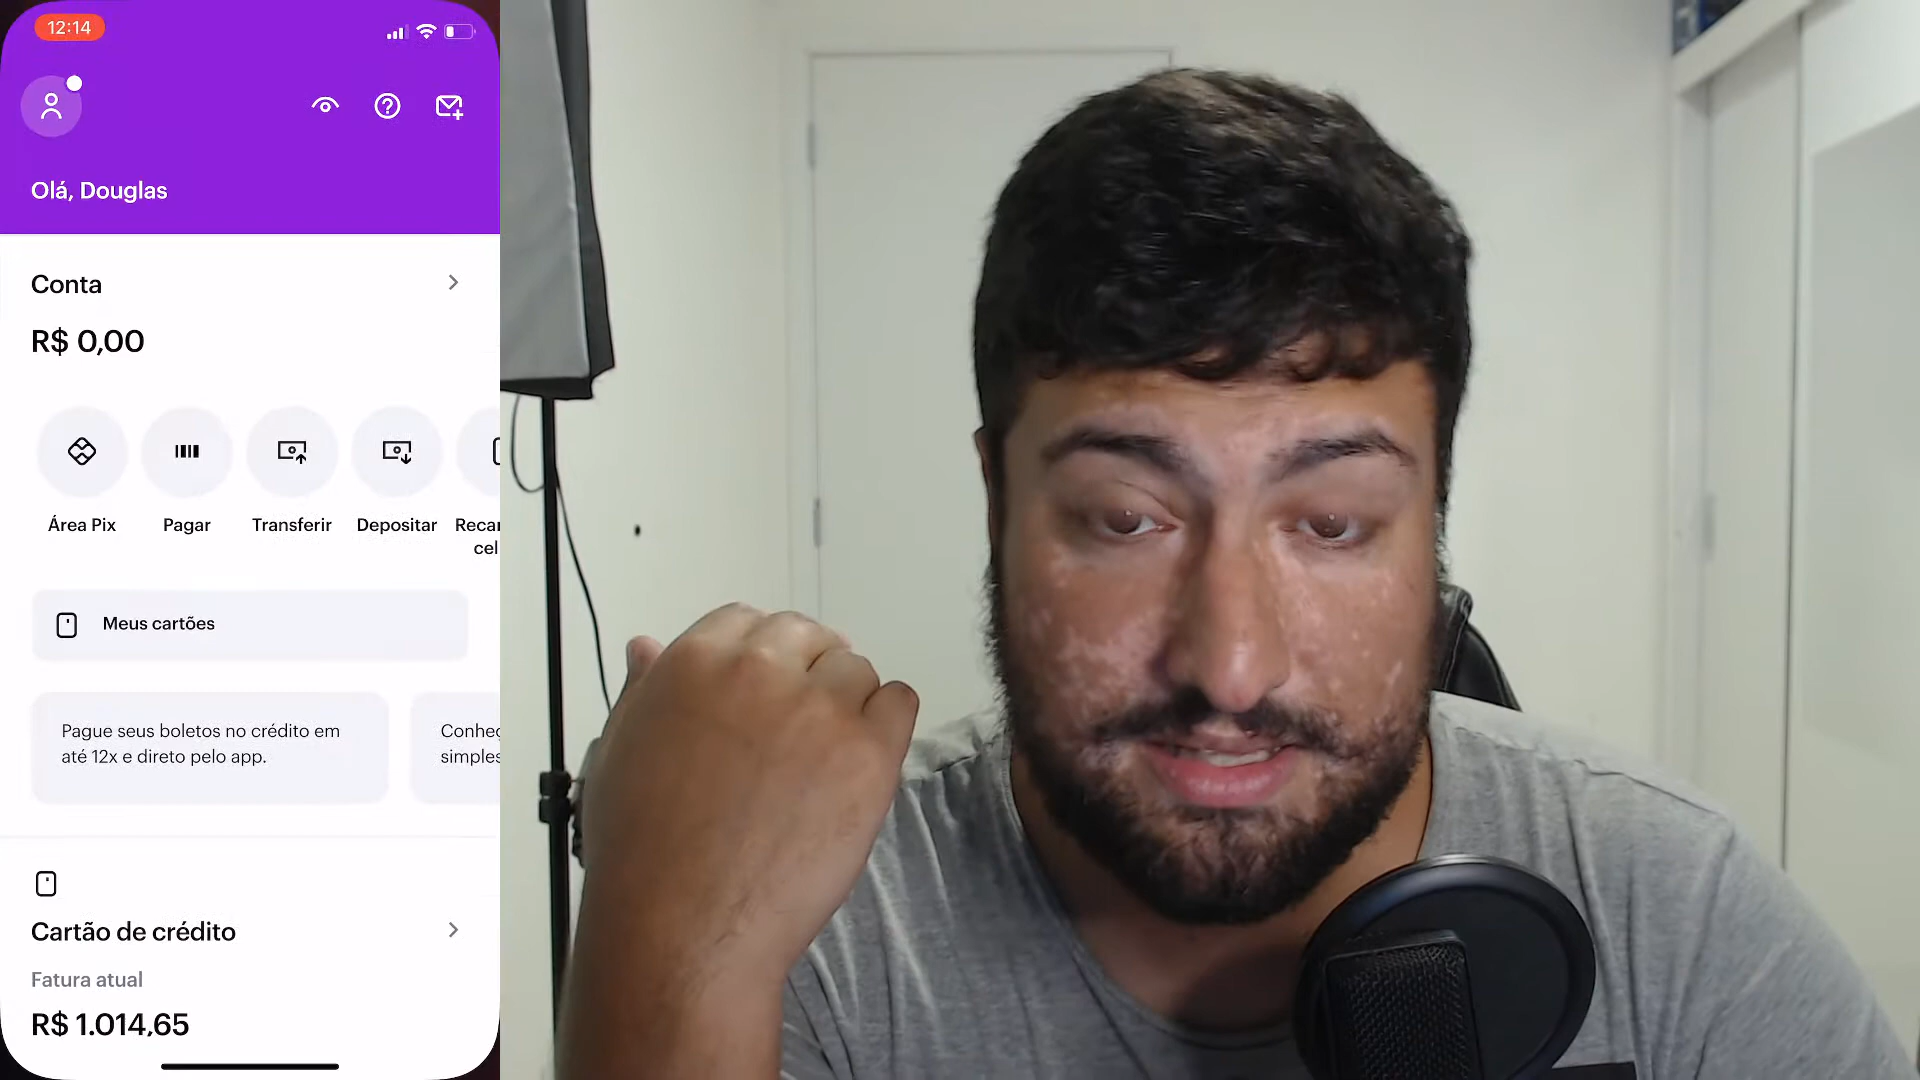 12:14
Olá, Douglas
Conta
R$ 0,00
Área Pix
Pagar
Transferir
Depositar
cel
Meus cartões
Pague seus boletos no crédito em
até 12x e direto pelo app.
Cartão de crédito
Fatura atual
R$ 1.014,65